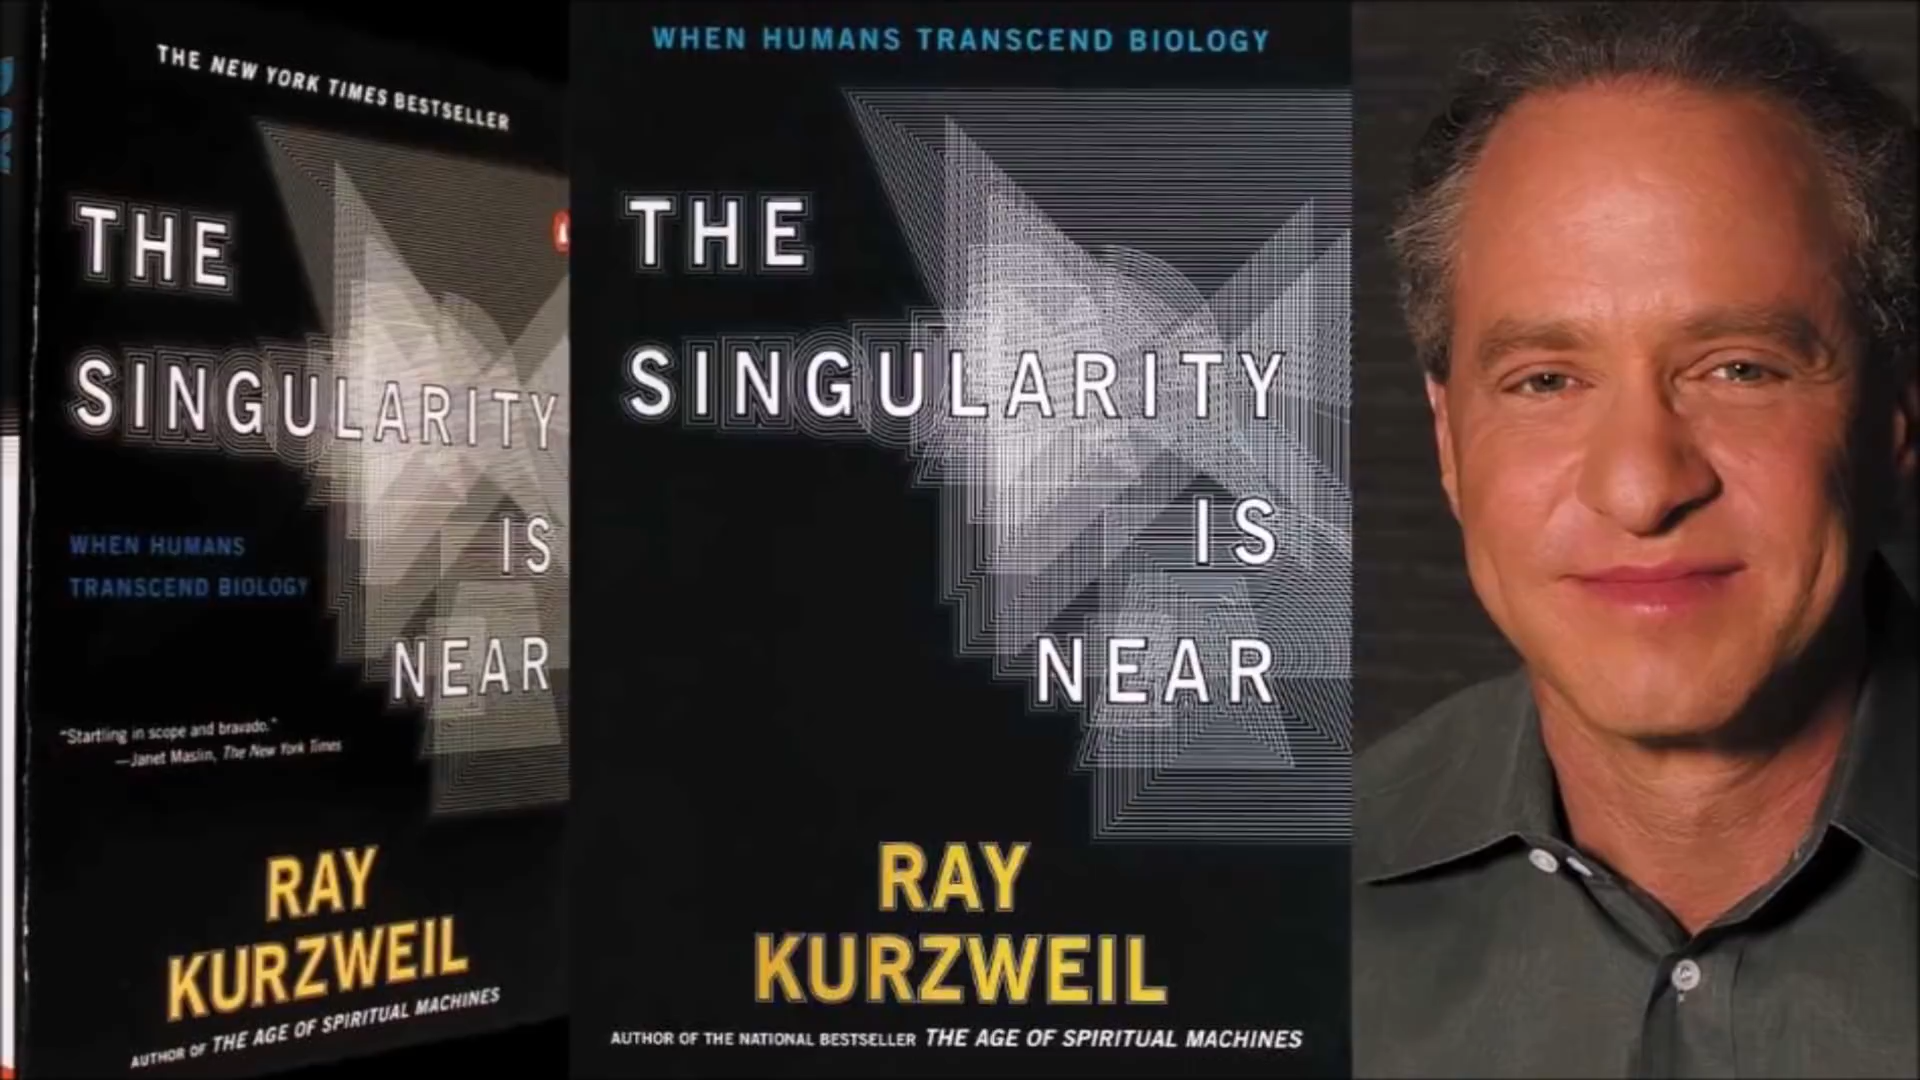 THE NEW YORK TIMES BESTSELLER
THE
SINGULARITY
IS
NEAR
WHEN HUMANS
TRANSCEND BIOLOGY
"Startling in scope and bravado."
—Janet Maslin, The New York Times
RAY
KURZWEIL
AUTHOR OF THE AGE OF SPIRITUAL MACHINES
WHEN HUMANS TRANSCEND BIOLOGY
THE
SINGULARITY
IS
NEAR
RAY
KURZWEIL
AUTHOR OF THE NATIONAL BESTSELLER THE AGE OF SPIRITUAL MACHINES